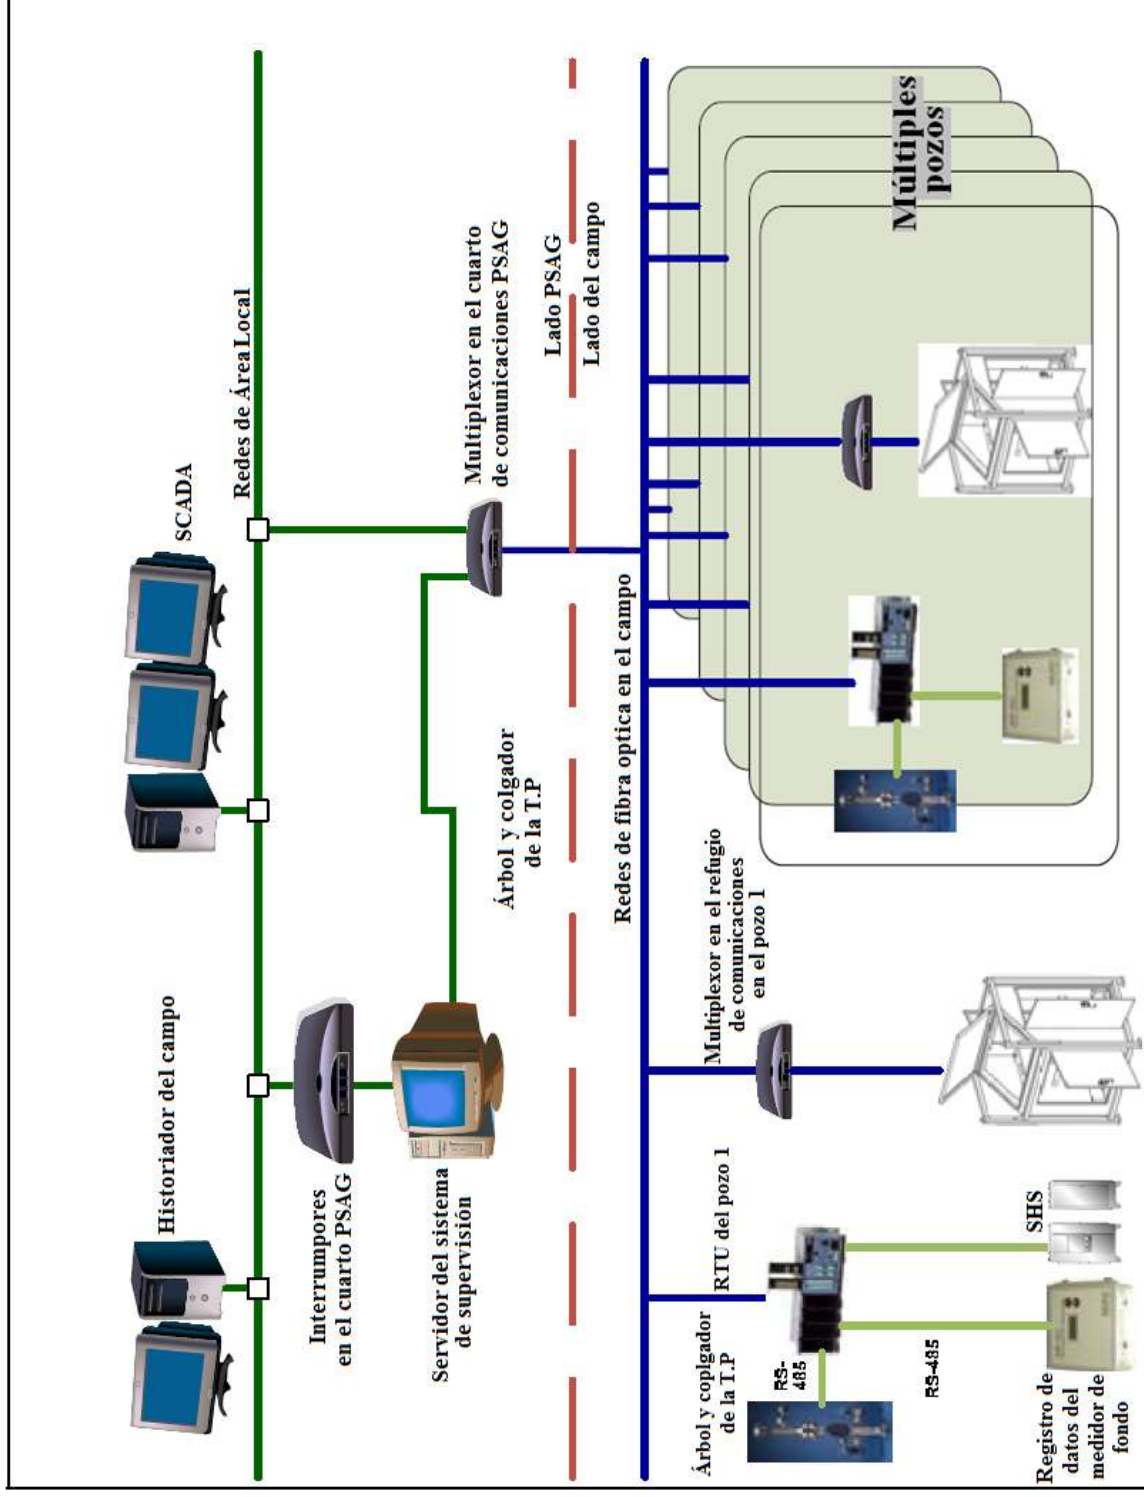 Historiador del campo
SCADA
Redes de ÁreaLocal
Interrumpores
en el cuarto PSAG
Servidor del sistema
de supervisión
Multiplexor en el cuarto
de comunicaciones PSAG
Árbol y colgador
de la T.P
Lado PSAG
Lado del campo
Redes de fibra optica en el campo
Árbol y coplgador
de la T.P
RTU del pozo 1
Multiplexor en el refugio
de comunicaciones
en el pozo 1
Múltiples
pozos
RS-
485
RS-485
SHS
Registro de
datos del
medidor de
fondo